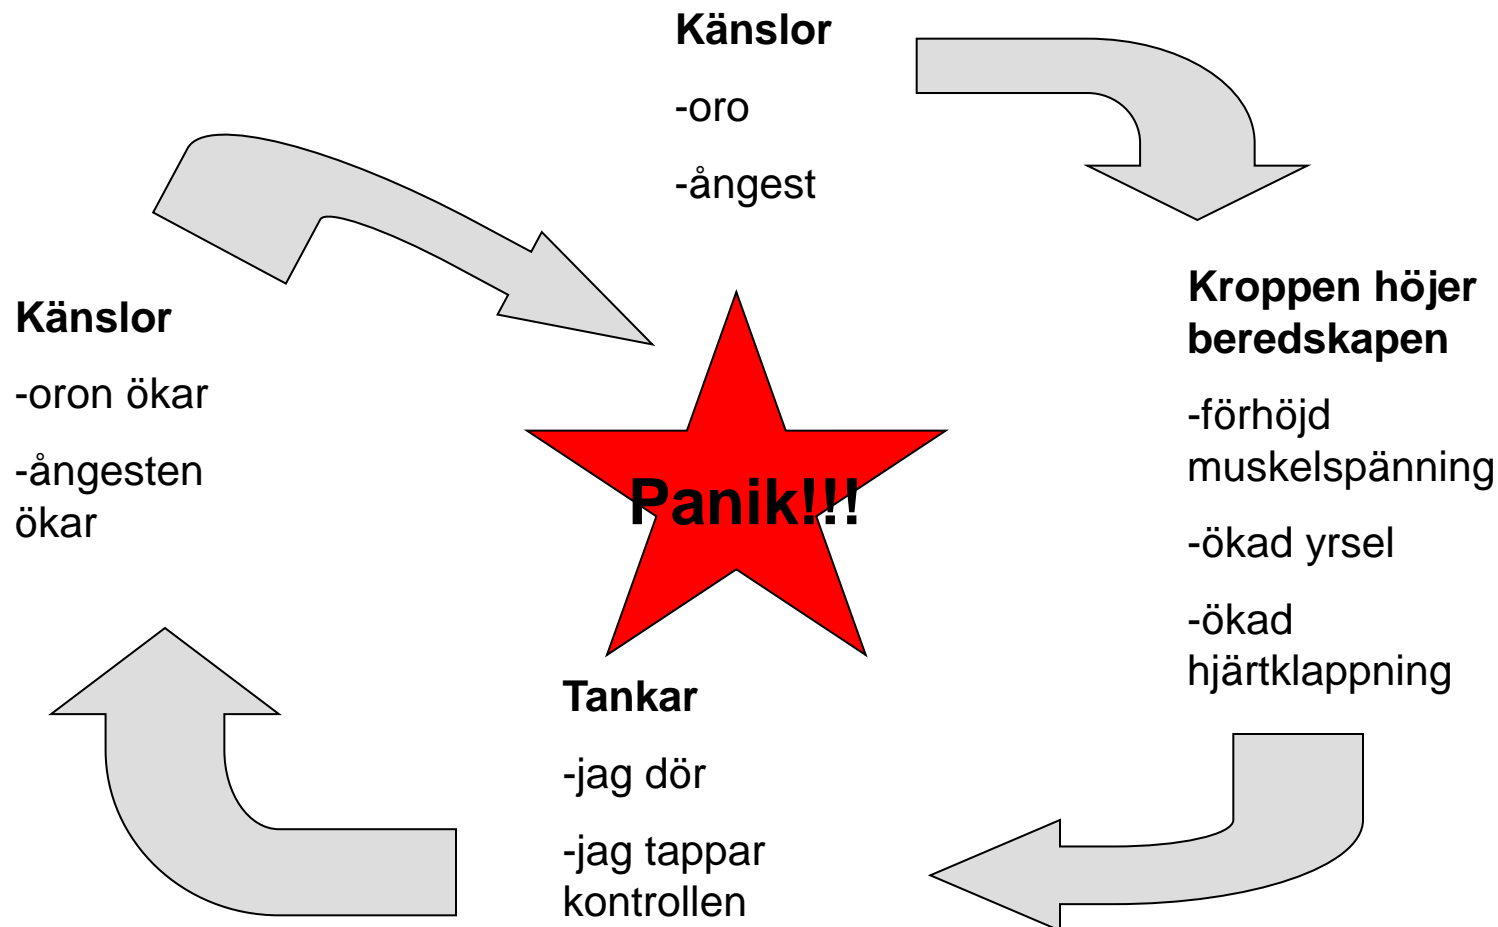 Känslor
-oro
-ångest
Kroppen höjer
beredskapen
-förhöjd
muskelspänning
-ökad yrsel
-ökad
hjärtklappning
Tankar
-jag dör
-jag tappar
kontrollen
Känslor
-oron ökar
-ångesten
ökar
Panik!!!